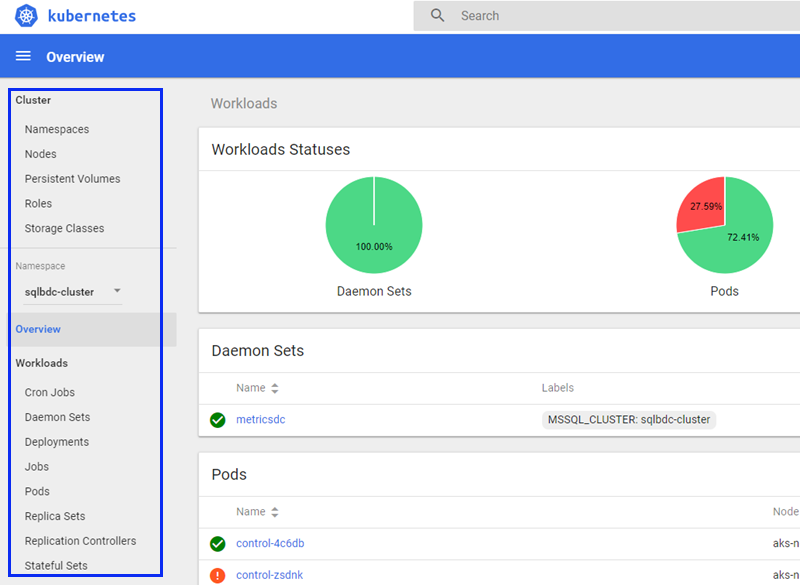 kubernetes
Search
Overview
Cluster
Namespaces
Nodes
Persistent Volumes
Roles
Storage Classes
Namespace
sqlbdc-cluster
Overview
Workloads
Cron Jobs
Daemon Sets
Deployments
Jobs
Pods
Replica Sets
Replication Controllers
Stateful Sets
Workloads
Workloads Statuses
100.00%
Daemon Sets
27.59%
72.41%
Pods
Daemon Sets
Name Labels
metricsdc MSSQL_CLUSTER: sqlbdc-cluster
Pods
Name Node
control-4c6db aks-n
control-zsdnk aks-n